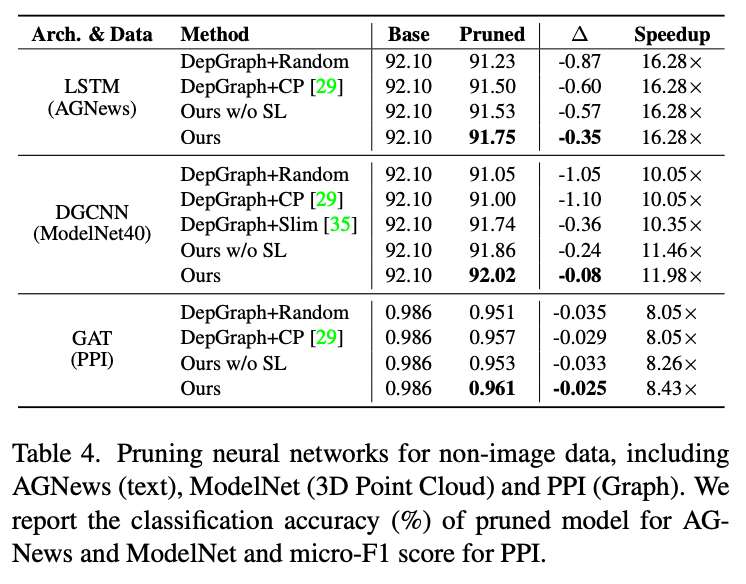 Arch. & Data Method Base Pruned Δ Speedup
LSTM (AGNews)
DepGraph+Random 92.10 91.23 -0.87 16.28×
DepGraph+CP [29] 92.10 91.50 -0.60 16.28×
Ours w/o SL 92.10 91.53 -0.57 16.28×
Ours 92.10 91.75 -0.35 16.28×
DGCNN (ModelNet40)
DepGraph+Random 92.10 91.05 -1.05 10.05×
DepGraph+CP [29] 92.10 91.00 -1.10 10.05×
DepGraph+Slim [35] 92.10 91.74 -0.36 10.35×
Ours w/o SL 92.10 91.86 -0.24 11.46×
Ours 92.10 92.02 -0.08 11.98×
GAT (PPI)
DepGraph+Random 0.986 0.951 -0.035 8.05×
DepGraph+CP [29] 0.986 0.957 -0.029 8.05×
Ours w/o SL 0.986 0.953 -0.033 8.26×
Ours 0.986 0.961 -0.025 8.43×
Table 4. Pruning neural networks for non-image data, including
AGNews (text), ModelNet (3D Point Cloud) and PPI (Graph). We
report the classification accuracy (%) of pruned model for AG-
News and ModelNet and micro-F1 score for PPI.